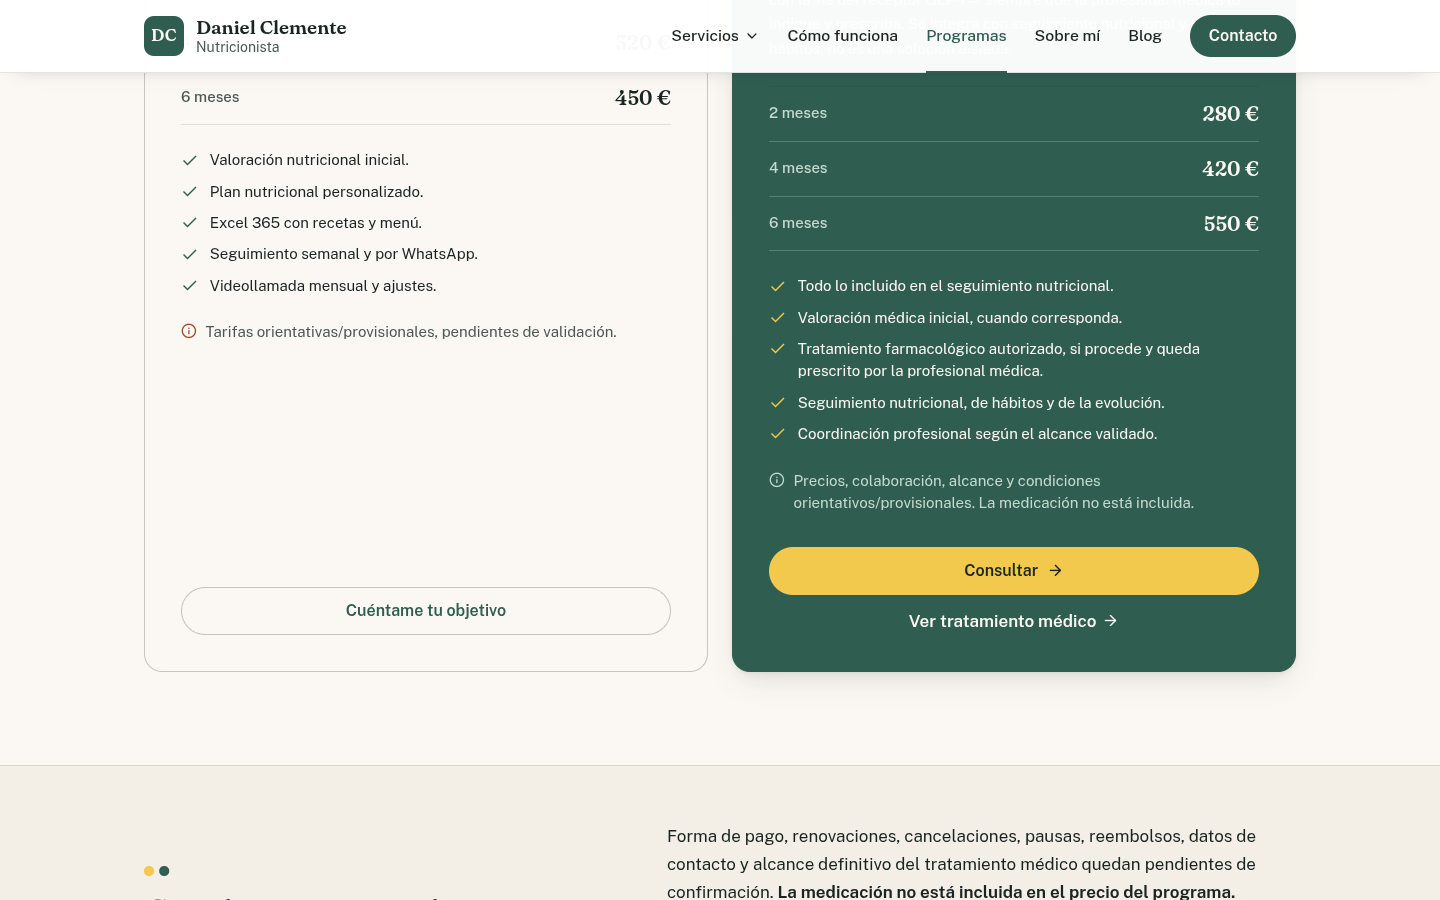 DC
Daniel Clemente
Nutricionista
Servicios
Cómo funciona
Programas
Sobre mí
Blog
Contacto
320 €
6 meses
450 €
Valoración nutricional inicial.
Plan nutricional personalizado.
Excel 365 con recetas y menú.
Seguimiento semanal y por WhatsApp.
Videollamada mensual y ajustes.
Tarifas orientativas/provisionales, pendientes de validación.
Cuéntame tu objetivo
2 meses
280 €
4 meses
420 €
6 meses
550 €
Todo lo incluido en el seguimiento nutricional.
Valoración médica inicial, cuando corresponda.
Tratamiento farmacológico autorizado, si procede y queda
prescrito por la profesional médica.
Seguimiento nutricional, de hábitos y de la evolución.
Coordinación profesional según el alcance validado.
Precios, colaboración, alcance y condiciones
orientativos/provisionales. La medicación no está incluida.
Consultar
Ver tratamiento médico
Forma de pago, renovaciones, cancelaciones, pausas, reembolsos, datos de
contacto y alcance definitivo del tratamiento médico quedan pendientes de
confirmación. La medicación no está incluida en el precio del programa.